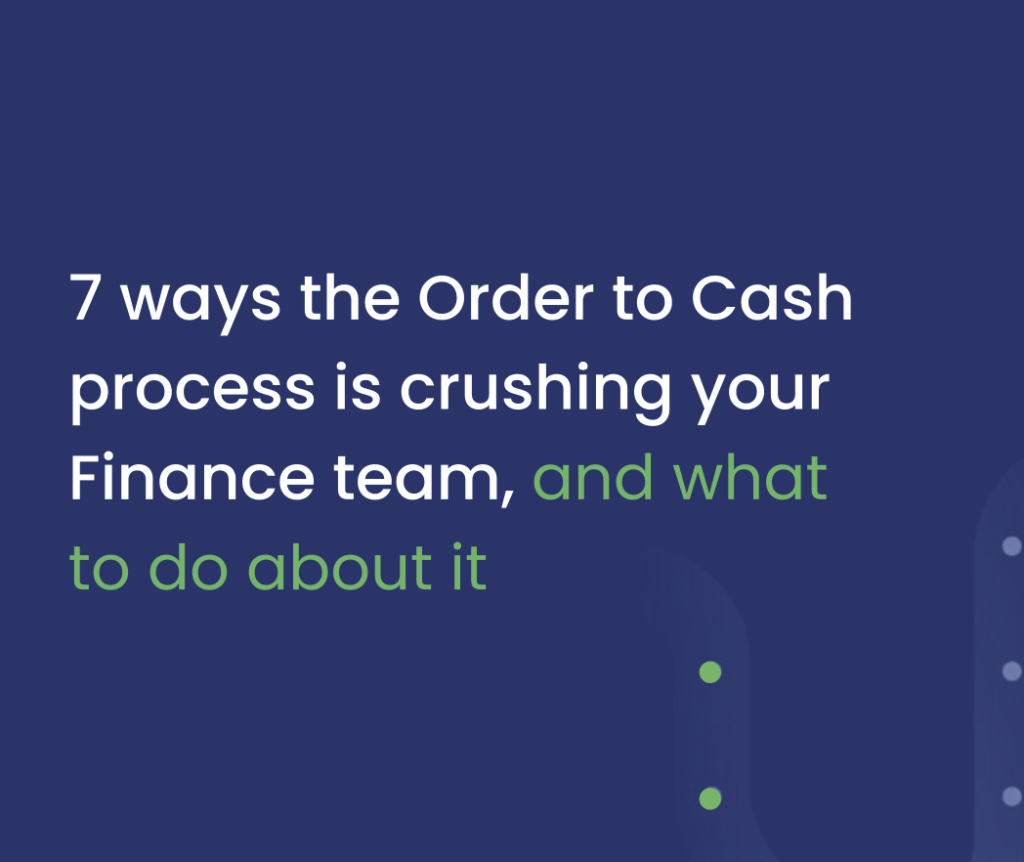 7 ways the Order to Cash
process is crushing your
Finance team, and what
to do about it